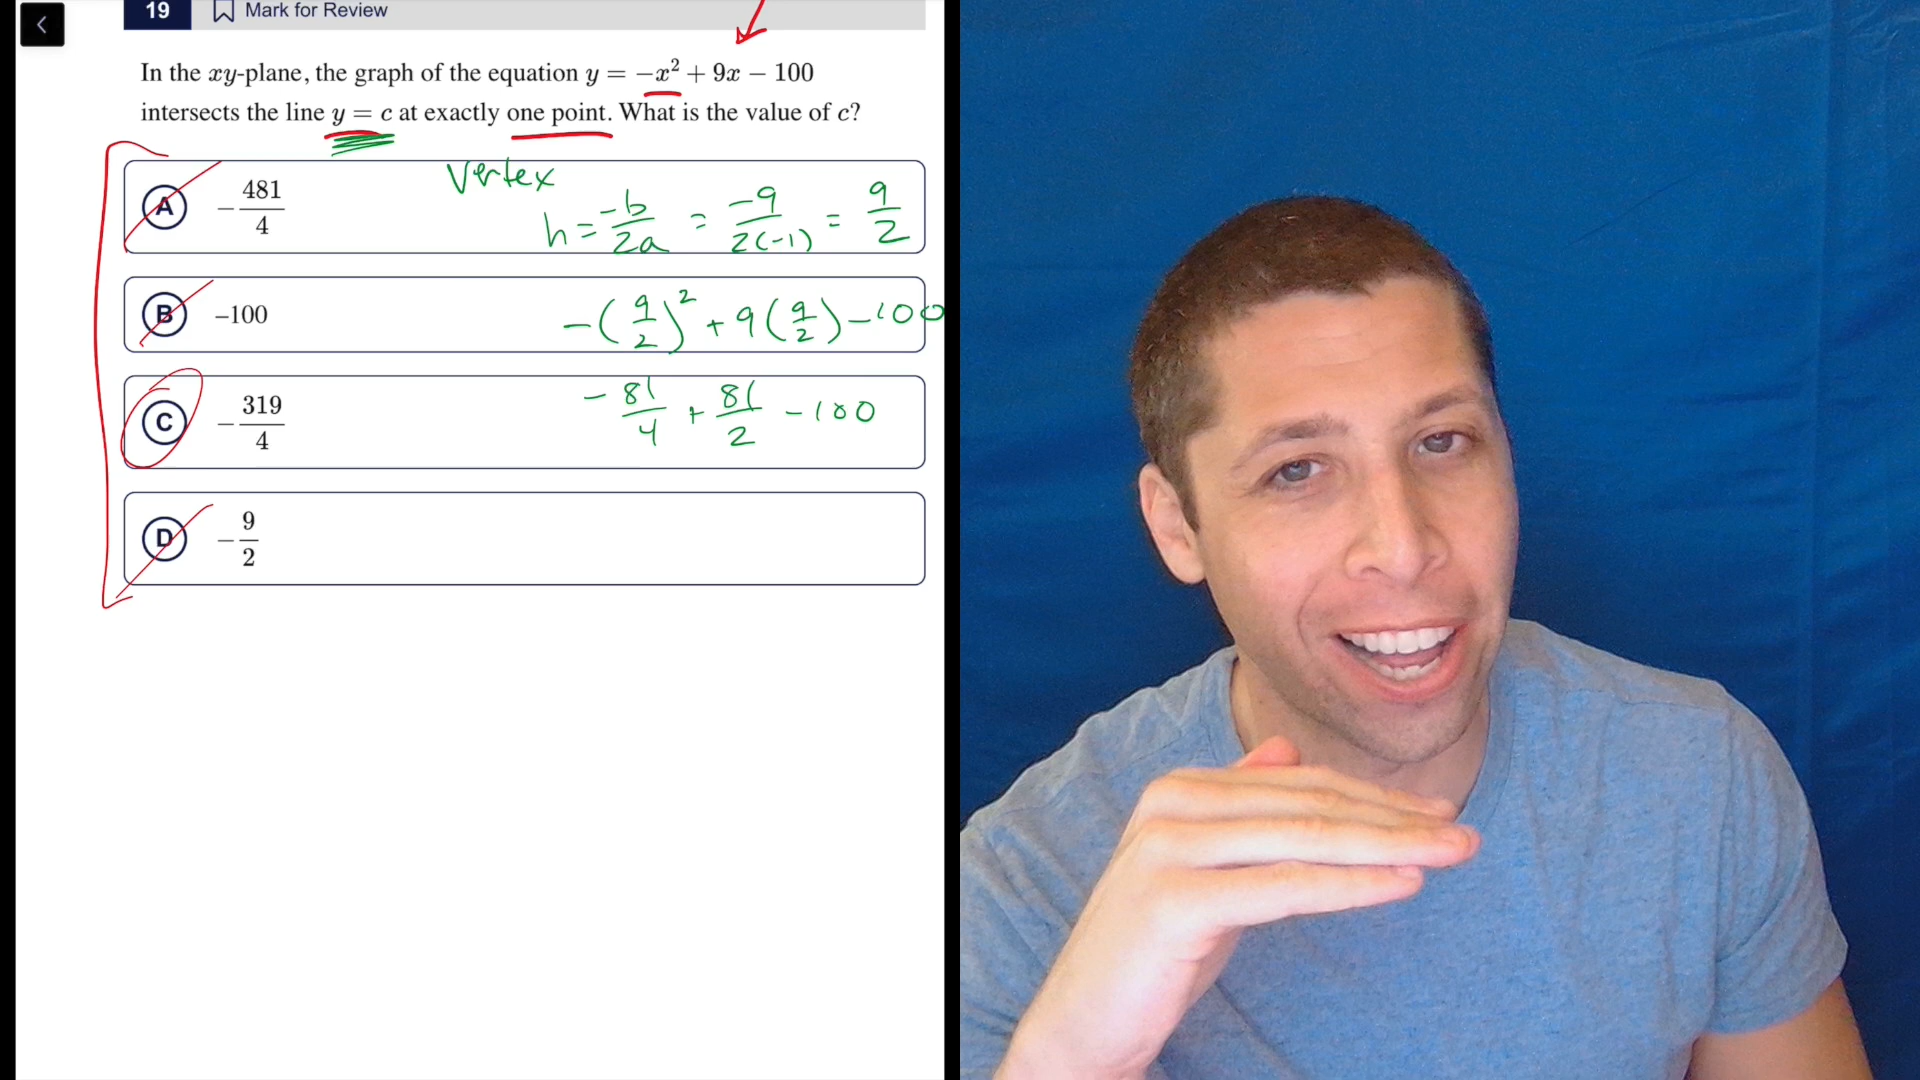 19 Mark for Review
In the xy-plane, the graph of the equation y = −x² + 9x − 100
intersects the line y = c at exactly one point. What is the value of c?
Vertex
A −481/4
h = −b/2a = −9/2(−1) = 9/2
B −100
−(9/2)² + 9(9/2) − 100
C −319/4
−81/4 + 81/2 − 100
D −9/2